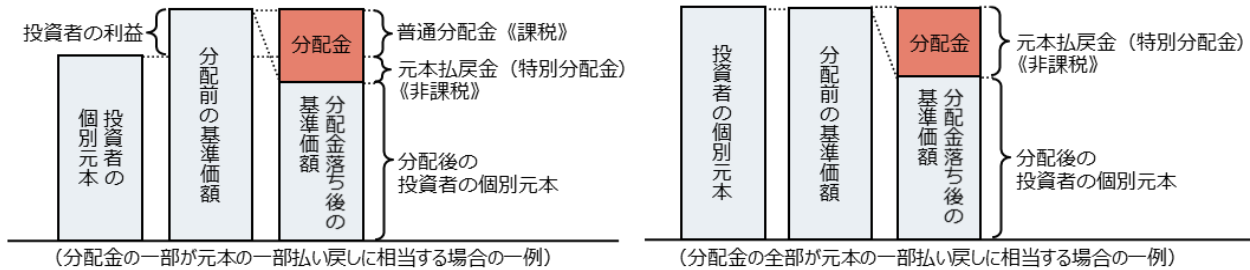 投資者の利益
投資者の
個別元本
分配前の基準価額
分配金
分配金落ち後の
基準価額
普通分配金《課税》
元本払戻金（特別分配金）
《非課税》
分配後の
投資者の個別元本
（分配金の一部が元本の一部払い戻しに相当する場合の一例）
投資者の個別元本
分配前の基準価額
分配金
分配金落ち後の
基準価額
元本払戻金（特別分配金）
《非課税》
分配後の
投資者の個別元本
（分配金の全部が元本の一部払い戻しに相当する場合の一例）